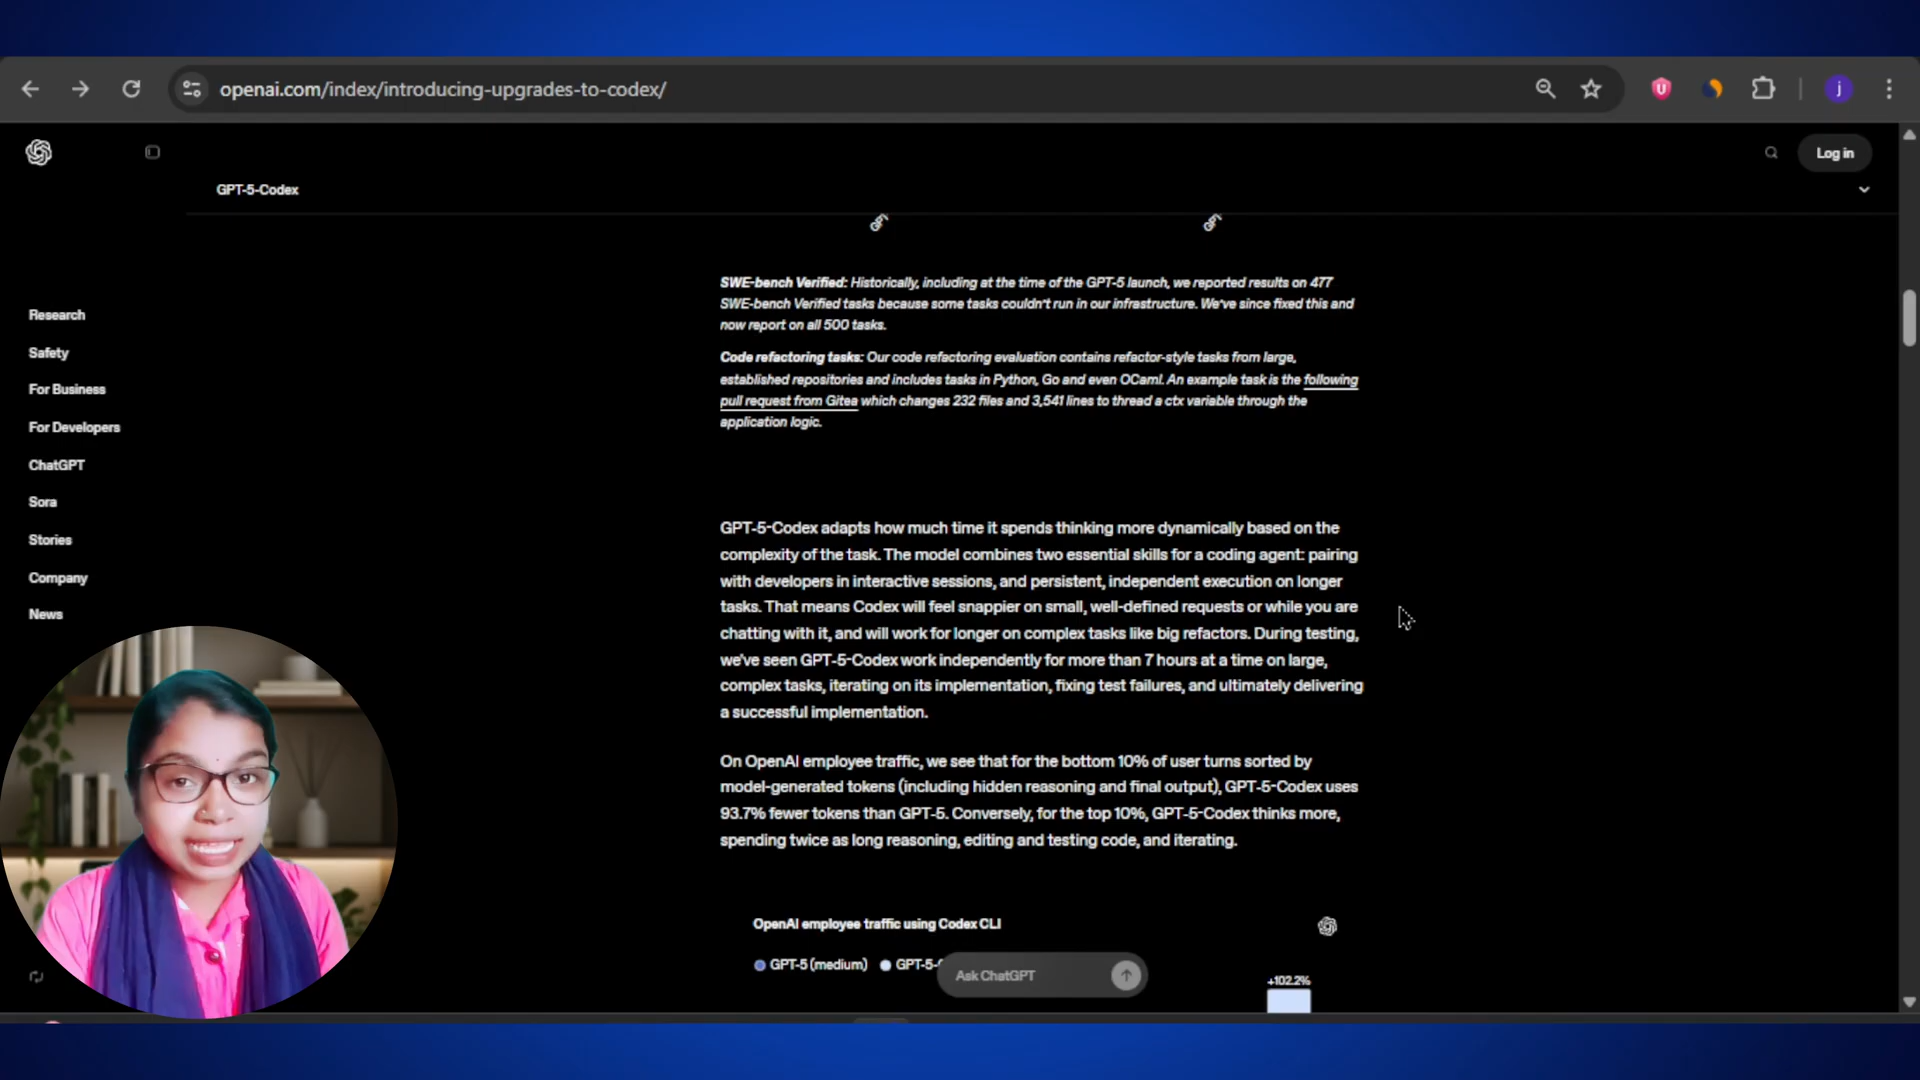 openai.com/index/introducing-upgrades-to-codex/
j
Log in
GPT-5-Codex
Research
Safety
For Business
For Developers
ChatGPT
Sora
Stories
Company
News
SWE-bench Verified: Historically, including at the time of the GPT-5 launch, we reported results on 477
SWE-bench Verified tasks because some tasks couldn't run in our infrastructure. We've since fixed this and
now report on all 500 tasks.
Code refactoring tasks: Our code refactoring evaluation contains refactor-style tasks from large,
established repositories and includes tasks in Python, Go and even OCaml. An example task is the following
pull request from Gitea which changes 232 files and 3,541 lines to thread a ctx variable through the
application logic.
GPT-5-Codex adapts how much time it spends thinking more dynamically based on the
complexity of the task. The model combines two essential skills for a coding agent: pairing
with developers in interactive sessions, and persistent, independent execution on longer
tasks. That means Codex will feel snappier on small, well-defined requests or while you are
chatting with it, and will work for longer on complex tasks like big refactors. During testing,
we've seen GPT-5-Codex work independently for more than 7 hours at a time on large,
complex tasks, iterating on its implementation, fixing test failures, and ultimately delivering
a successful implementation.
On OpenAI employee traffic, we see that for the bottom 10% of user turns sorted by
model-generated tokens (including hidden reasoning and final output), GPT-5-Codex uses
93.7% fewer tokens than GPT-5. Conversely, for the top 10%, GPT-5-Codex thinks more,
spending twice as long reasoning, editing and testing code, and iterating.
OpenAI employee traffic using Codex CLI
GPT-5 (medium) GPT-5-
Ask ChatGPT
+102.2%